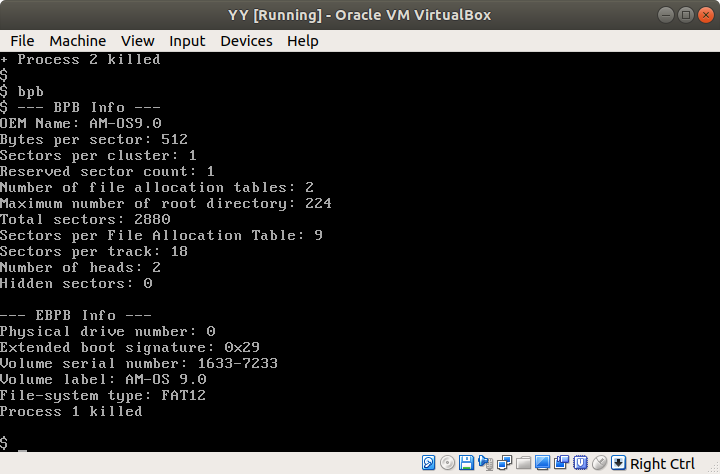 YY [Running] - Oracle VM VirtualBox
File Machine View Input Devices Help
+ Process 2 killed
$
$ bpb
$ --- BPB Info ---
OEM Name: AM-OS9.0
Bytes per sector: 512
Sectors per cluster: 1
Reserved sector count: 1
Number of file allocation tables: 2
Maximum number of root directory: 224
Total sectors: 2880
Sectors per File Allocation Table: 9
Sectors per track: 18
Number of heads: 2
Hidden sectors: 0
--- EBPB Info ---
Physical drive number: 0
Extended boot signature: 0x29
Volume serial number: 1633-7233
Volume label: AM-OS 9.0
File-system type: FAT12
Process 1 killed
$ _
Right Ctrl